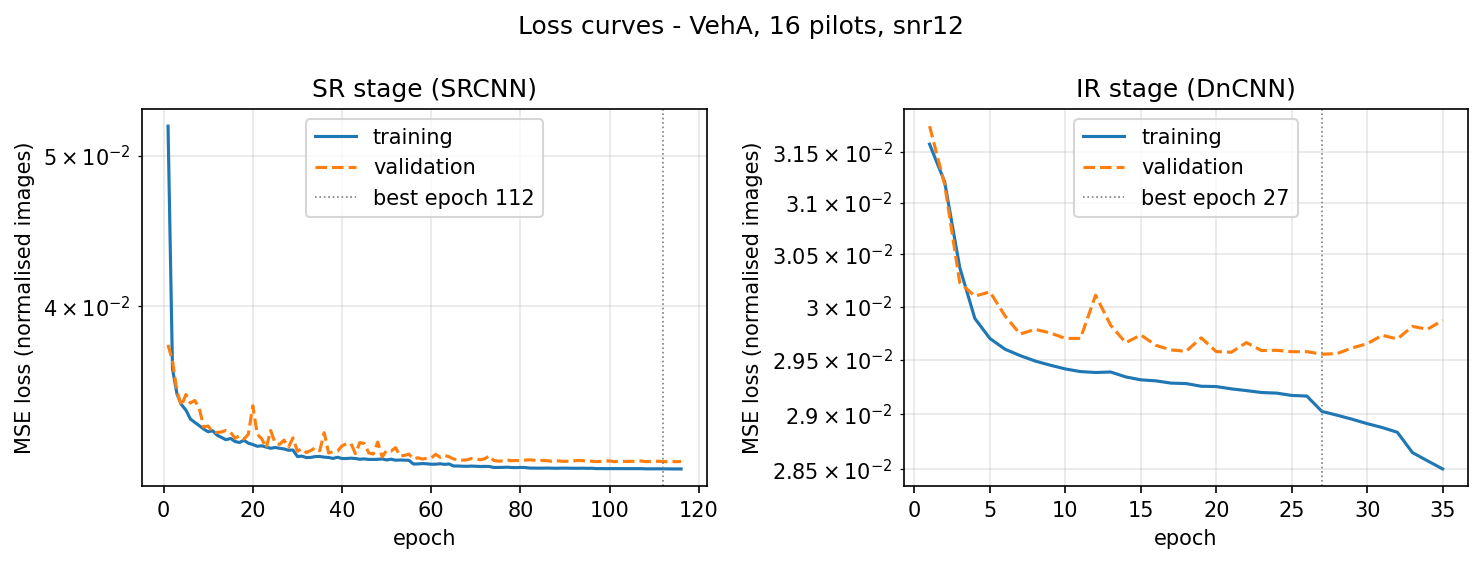 Loss curves - VehA, 16 pilots, snr12
SR stage (SRCNN)
MSE loss (normalised images)
5 × 10⁻²
4 × 10⁻²
training
validation
best epoch 112
0 20 40 60 80 100 120
epoch
IR stage (DnCNN)
MSE loss (normalised images)
3.15 × 10⁻²
3.1 × 10⁻²
3.05 × 10⁻²
3 × 10⁻²
2.95 × 10⁻²
2.9 × 10⁻²
2.85 × 10⁻²
training
validation
best epoch 27
0 5 10 15 20 25 30 35
epoch